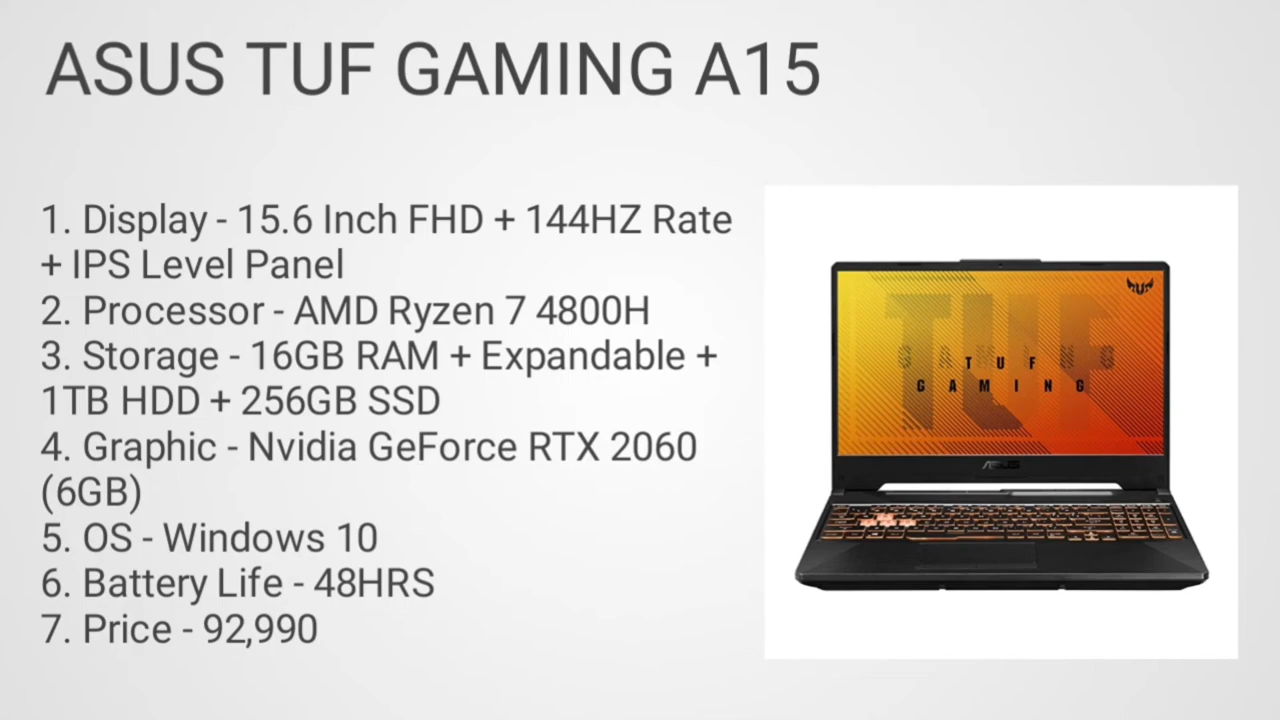 ASUS TUF GAMING A15
1. Display - 15.6 Inch FHD + 144HZ Rate
+ IPS Level Panel
2. Processor - AMD Ryzen 7 4800H
3. Storage - 16GB RAM + Expandable +
1TB HDD + 256GB SSD
4. Graphic - Nvidia GeForce RTX 2060
(6GB)
5. OS - Windows 10
6. Battery Life - 48HRS
7. Price - 92,990
TUF
TUF
GAMING
ASUS